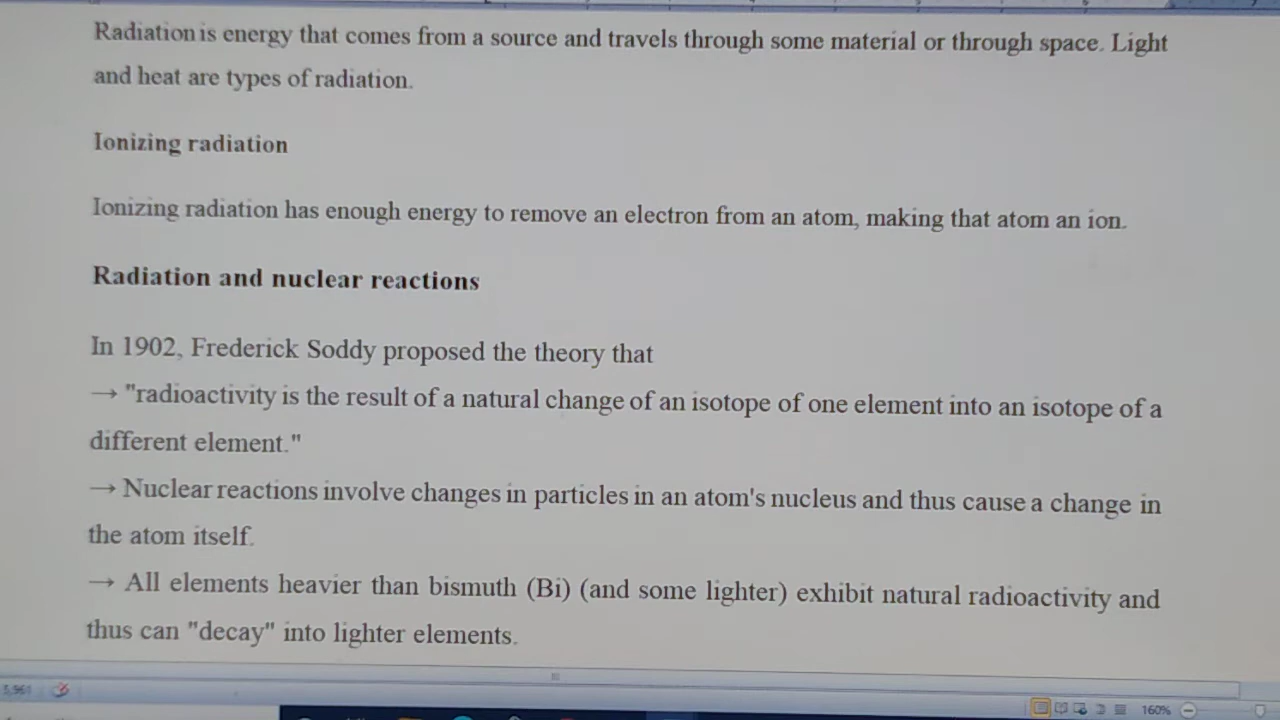 Radiation is energy that comes from a source and travels through some material or through space. Light
and heat are types of radiation.
Ionizing radiation
Ionizing radiation has enough energy to remove an electron from an atom, making that atom an ion.
Radiation and nuclear reactions
In 1902, Frederick Soddy proposed the theory that
→ "radioactivity is the result of a natural change of an isotope of one element into an isotope of a
different element."
→ Nuclear reactions involve changes in particles in an atom's nucleus and thus cause a change in
the atom itself.
→ All elements heavier than bismuth (Bi) (and some lighter) exhibit natural radioactivity and
thus can "decay" into lighter elements.
5,961
160%